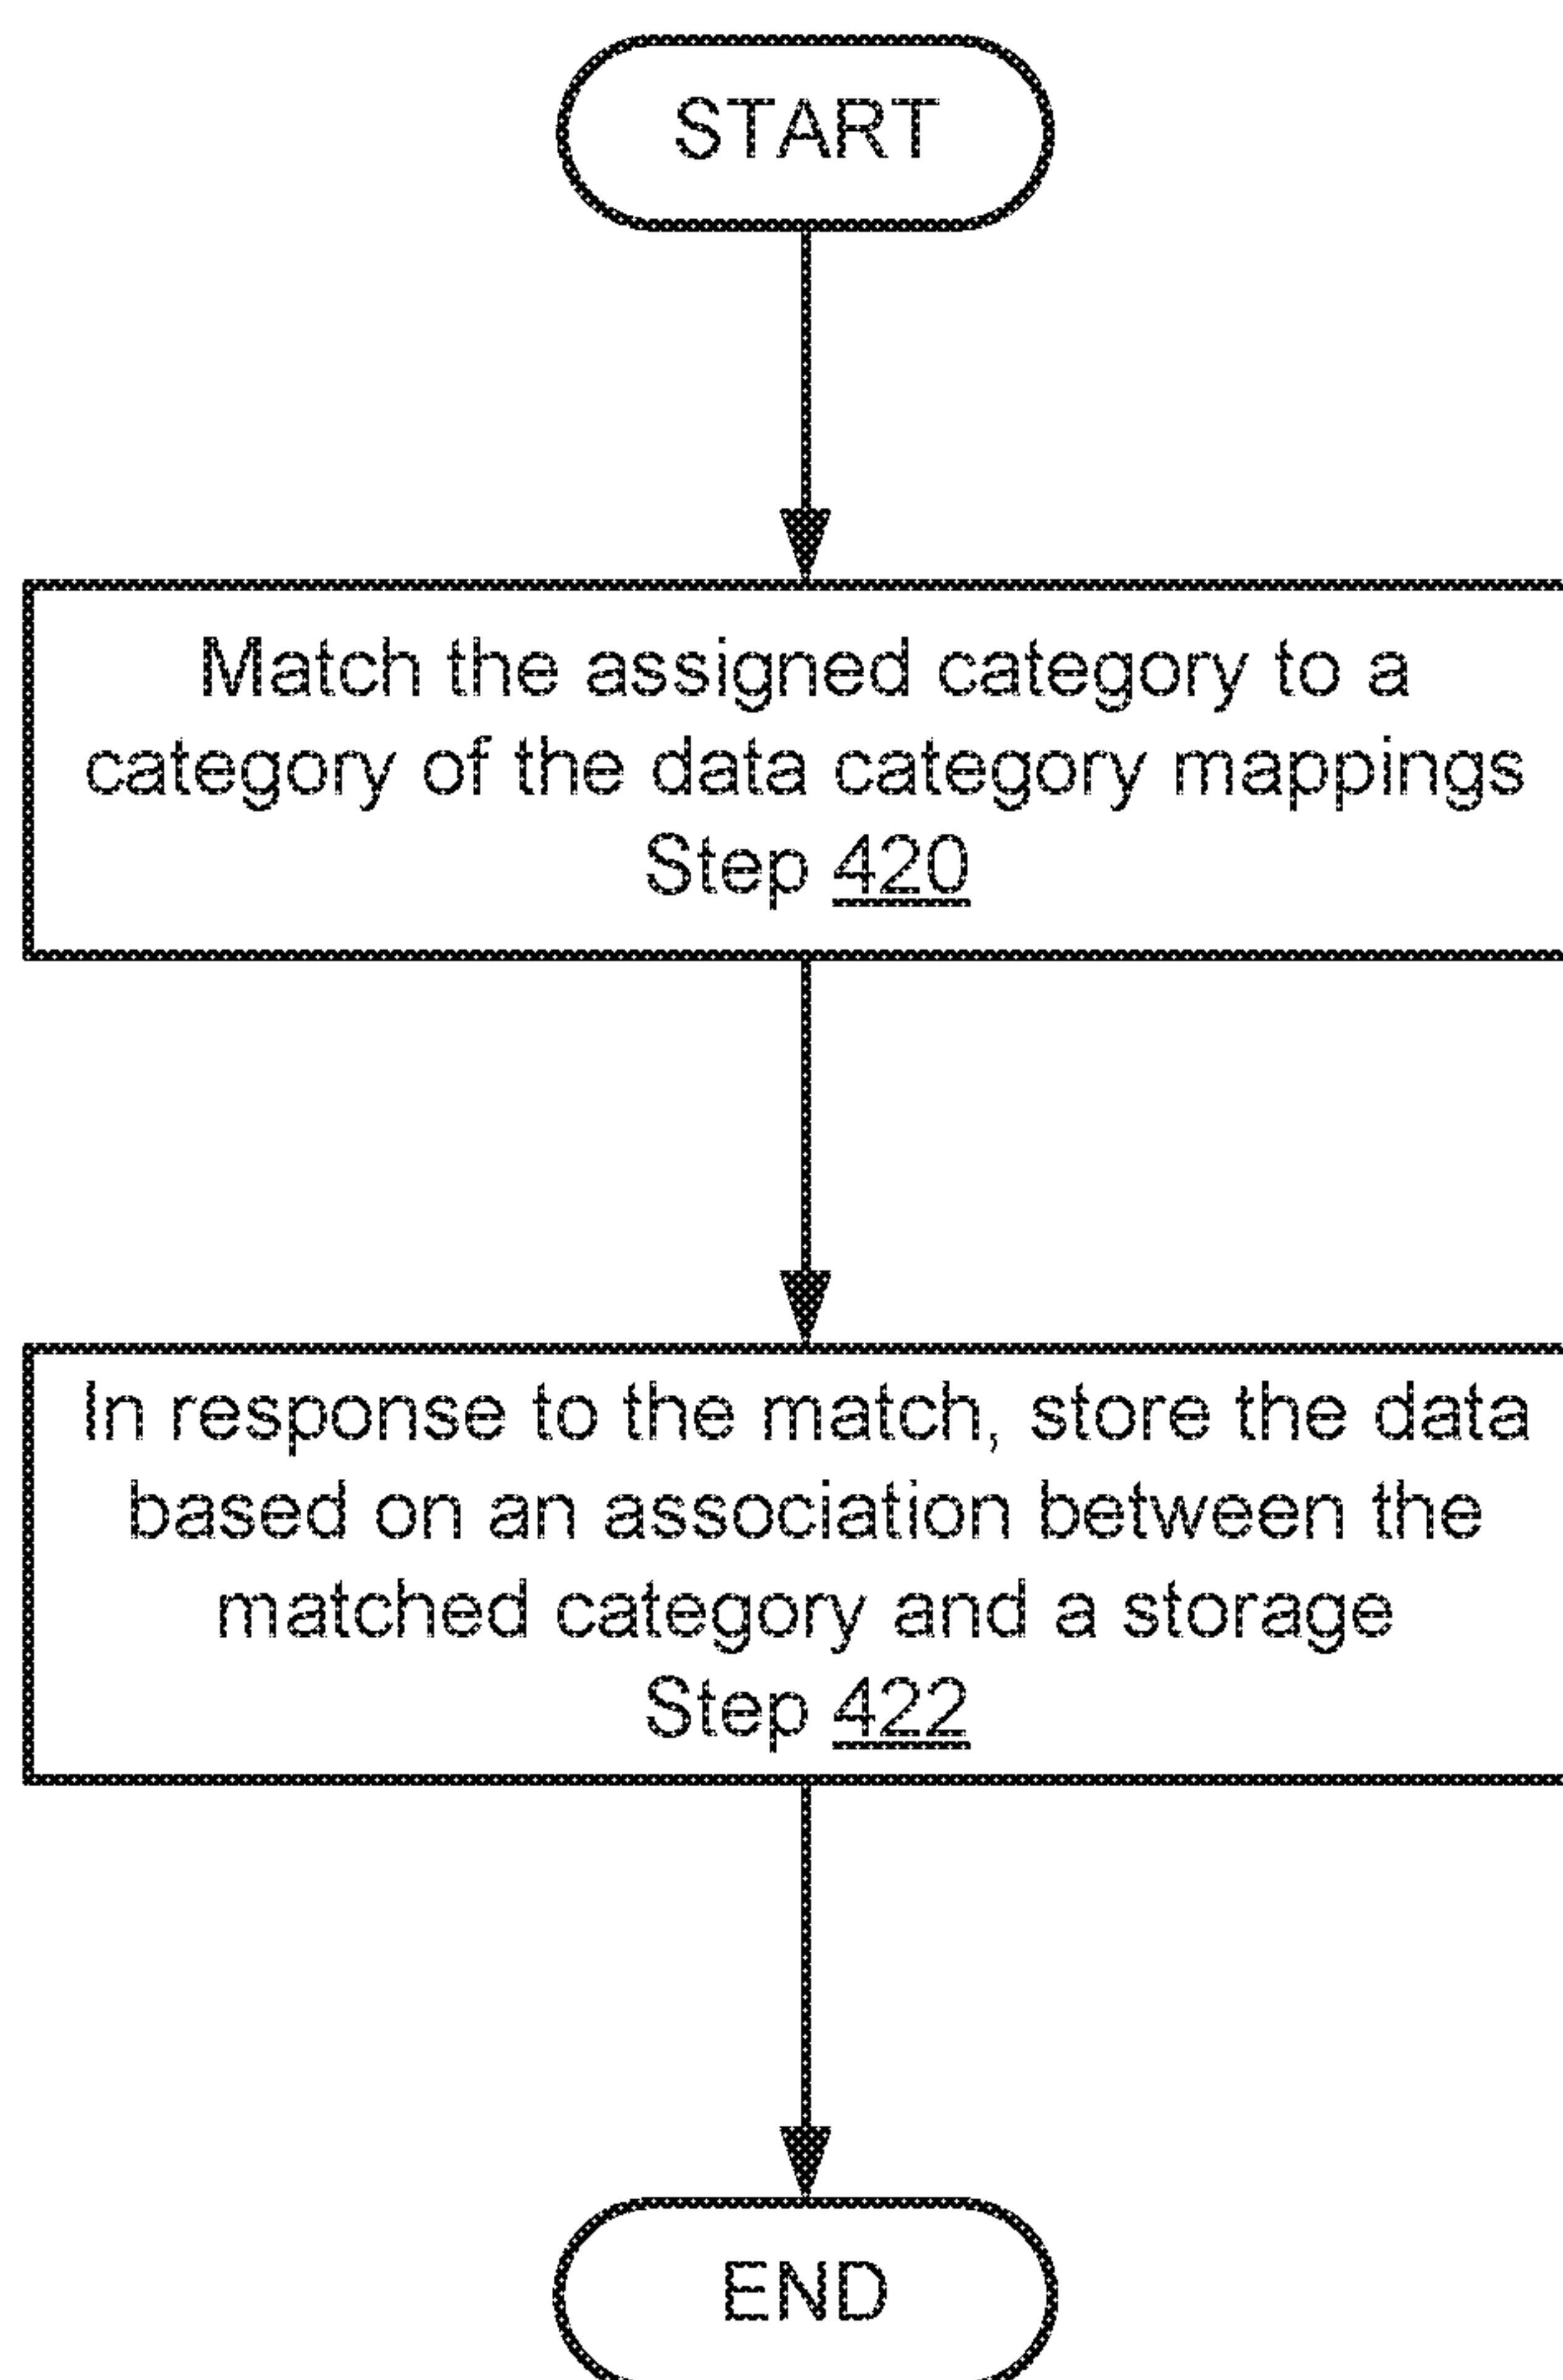 START
Match the assigned category to a
category of the data category mappings
Step 420
In response to the match, store the data
based on an association between the
matched category and a storage
Step 422
END